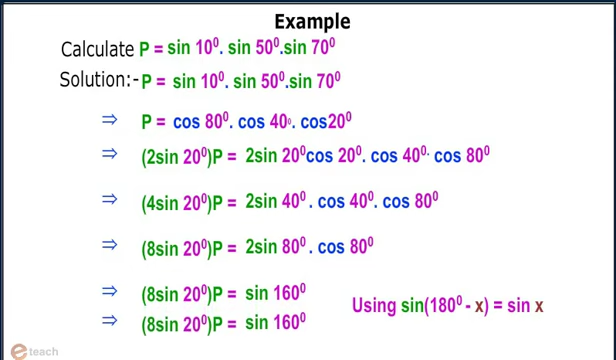 Example
Calculate P = sin 10⁰. sin 50⁰.sin 70⁰
Solution:- P = sin 10⁰. sin 50⁰.sin 70⁰
⇒ P = cos 80⁰. cos 40⁰. cos20⁰
⇒ (2sin 20⁰)P = 2sin 20⁰cos 20⁰. cos 40⁰. cos 80⁰
⇒ (4sin 20⁰)P = 2sin 40⁰ . cos 40⁰. cos 80⁰
⇒ (8sin 20⁰)P = 2sin 80⁰ . cos 80⁰
⇒ (8sin 20⁰)P = sin 160⁰
Using sin(180⁰ - x) = sin x
⇒ (8sin 20⁰)P = sin 160⁰
e teach